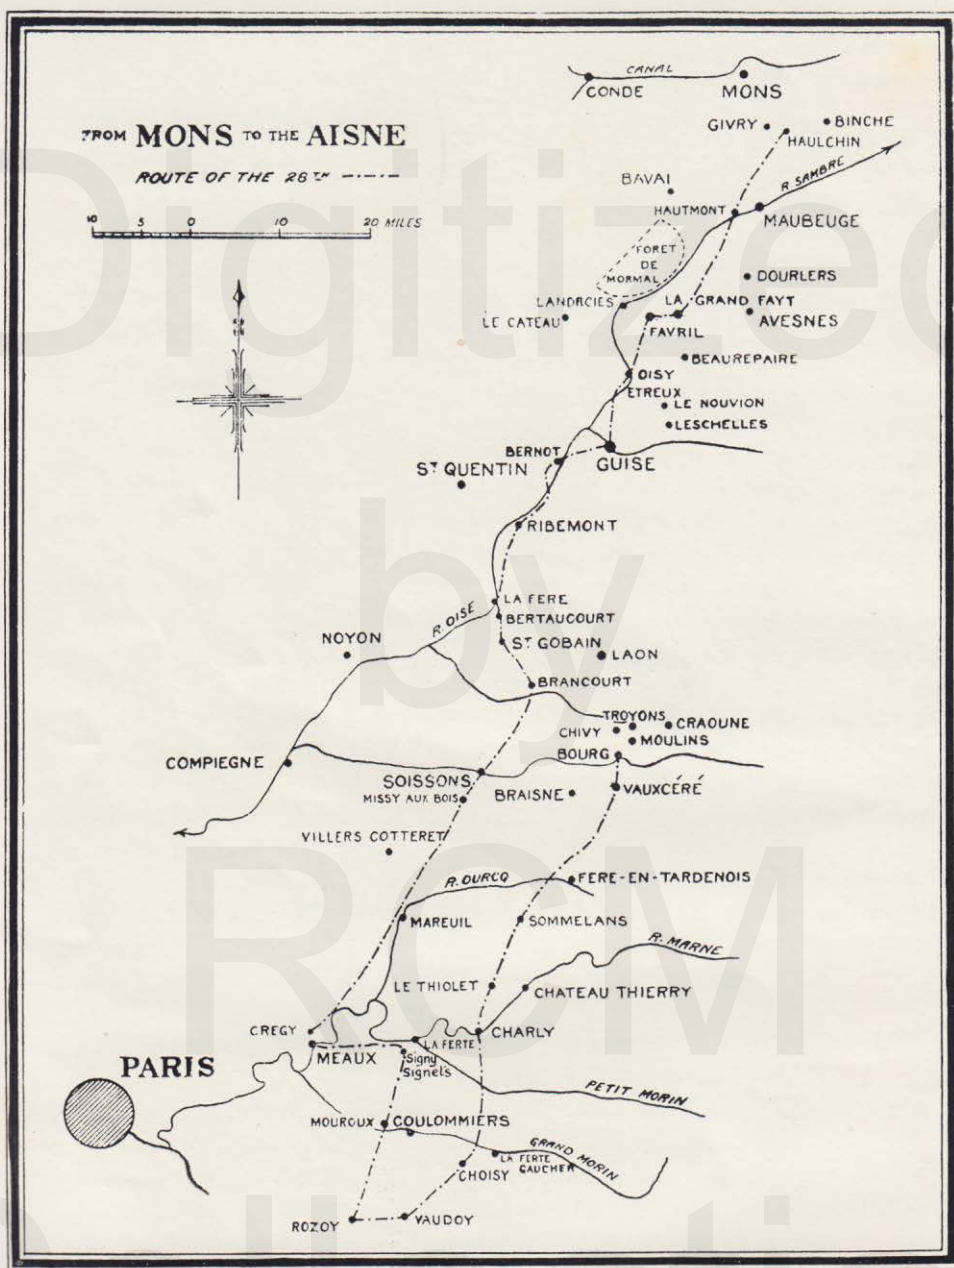 CANAL
CONDE
MONS
FROM MONS TO THE AISNE
ROUTE OF THE 26TH
10 5 0 10 20 MILES
GIVRY
BINCHE
HAULCHIN
R. SAMBRE
BAVAI
HAUTMONT
MAUBEUGE
FORET
DE
MORMAL
DOURLERS
LANDRCIES
LA GRAND FAYT
LE CATEAU
FAVRIL
AVESNES
BEAUREPAIRE
OISY
ETREUX
LE NOUVION
LESCHELLES
BERNOT
GUISE
ST QUENTIN
RIBEMONT
LA FERE
BERTAUCOURT
R. OISE
NOYON
ST GOBAIN
LAON
BRANCOURT
TROYONS
CRAOUNE
CHIVY
MOULINS
BOURG
COMPIEGNE
SOISSONS
MISSY AUX BOIS
BRAISNE
VAUXCÉRÉ
VILLERS COTTERET
R. OURCQ
FERE-EN-TARDENOIS
MAREUIL
SOMMELANS
R. MARNE
LE THIOLET
CHATEAU THIERRY
CREGY
CHARLY
LA FERTE
MEAUX
Signy
Signets
PARIS
PETIT MORIN
MOUROUX
COULOMMIERS
GRAND MORIN
LA FERTE
GAUCHER
CHOISY
ROZOY
VAUDOY
Digitized
by
RCM